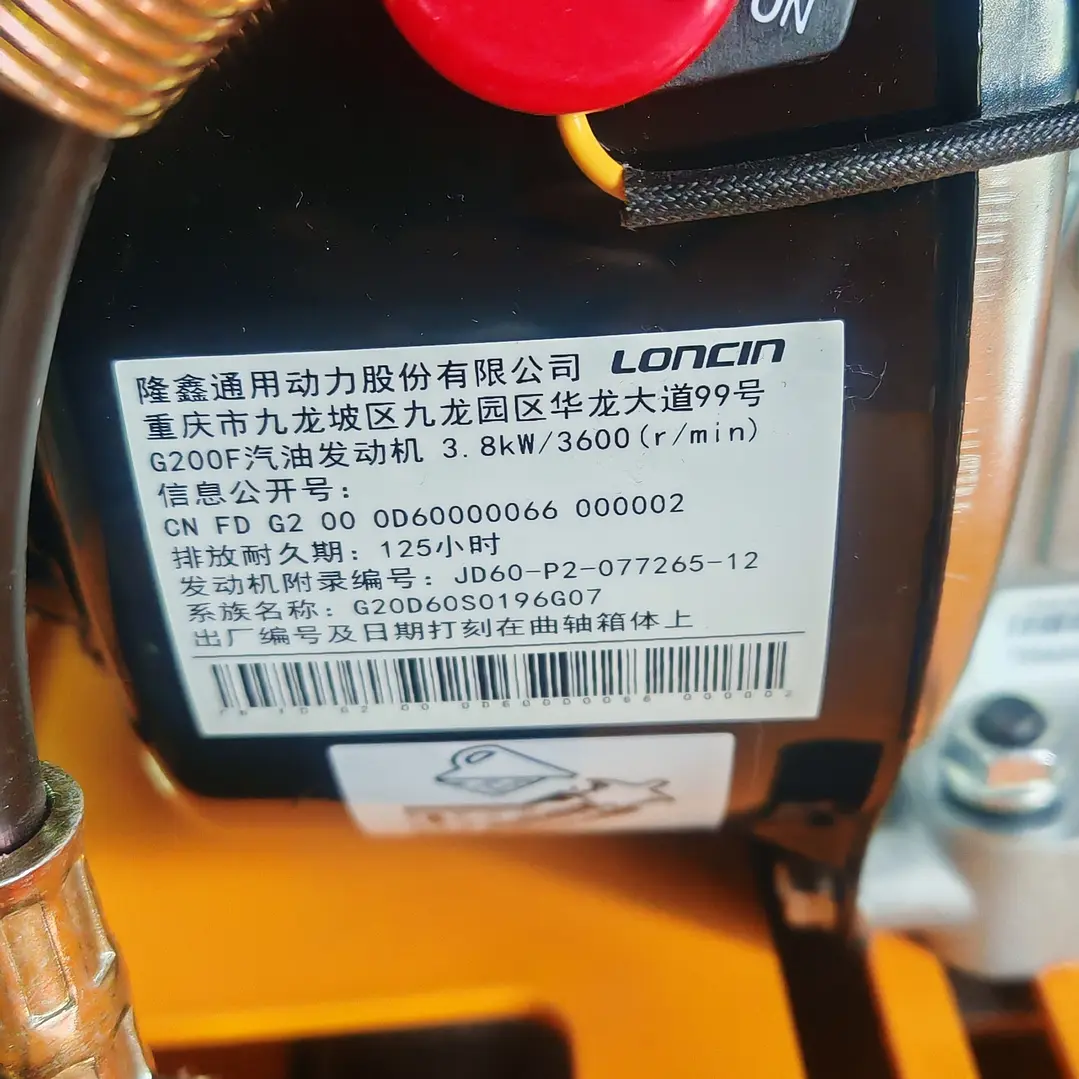 ON
隆鑫通用动力股份有限公司 LONCIN
重庆市九龙坡区九龙园区华龙大道99号
G200F汽油发动机 3.8kW/3600(r/min)
信息公开号：
CN FD G2 00 0D60000066 000002
排放耐久期：125小时
发动机附录编号：JD60-P2-077265-12
系族名称：G20D60S0196G07
出厂编号及日期打刻在曲轴箱体上